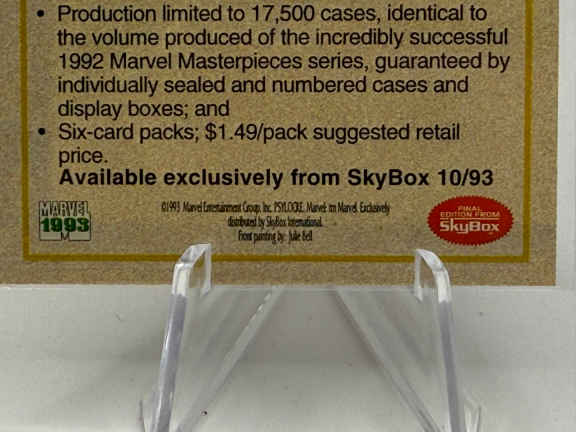 • Production limited to 17,500 cases, identical to
the volume produced of the incredibly successful
1992 Marvel Masterpieces series, guaranteed by
individually sealed and numbered cases and
display boxes; and
• Six-card packs; $1.49/pack suggested retail
price.
Available exclusively from SkyBox 10/93
MARVEL
1993
©1993 Marvel Entertainment Group, Inc. PSYLOCKE, Marvel: tm Marvel. Exclusively
distributed by SkyBox International.
Front painting by: Julie Bell
FINAL
EDITION FROM
SkyBox